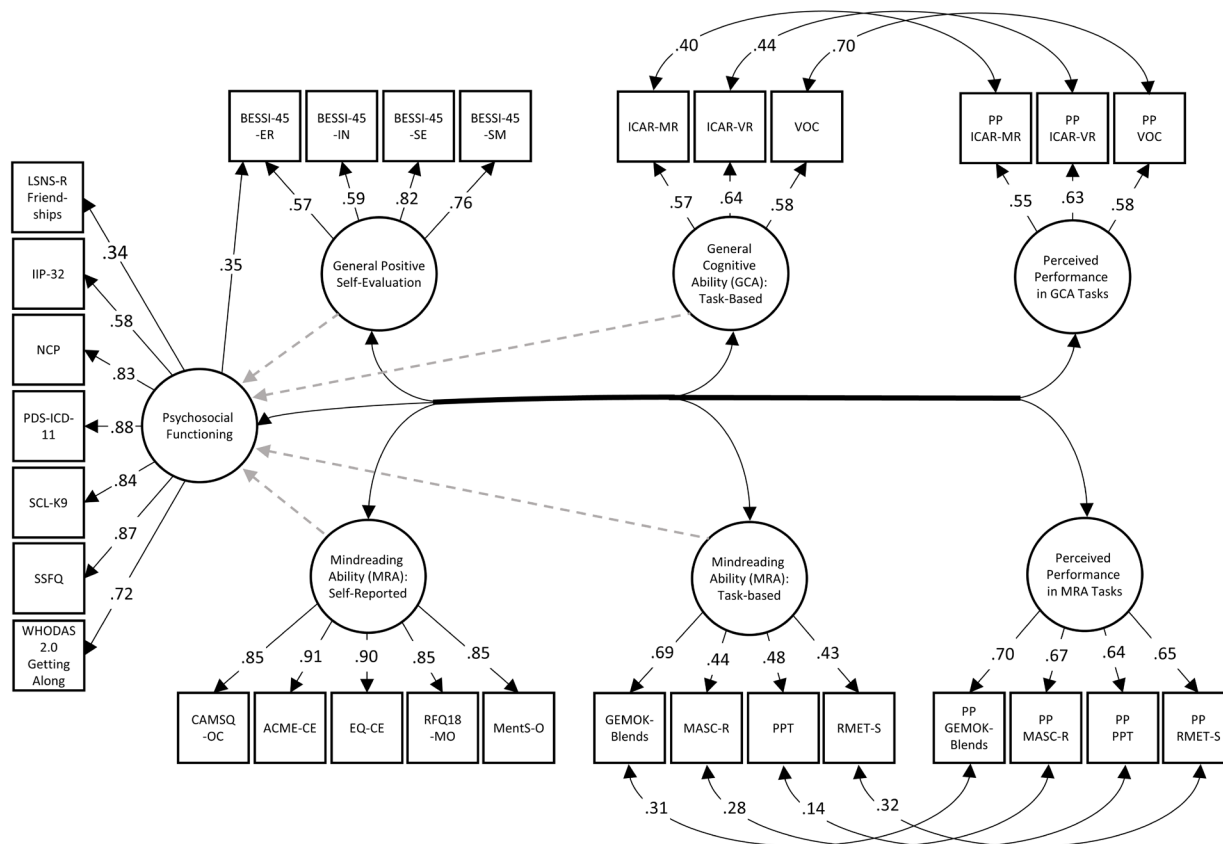 .40
.44
.70
BESSI-45
-ER
BESSI-45
-IN
BESSI-45
-SE
BESSI-45
-SM
ICAR-MR
ICAR-VR
VOC
PP
ICAR-MR
PP
ICAR-VR
PP
VOC
LSNS-R
Friend-
ships
IIP-32
NCP
PDS-ICD-
11
SCL-K9
SSFQ
WHODAS
2.0
Getting
Along
.34
.58
.83
.88
.84
.87
.72
.35
.57
.59
.82
.76
.57
.64
.58
.55
.63
.58
General Positive
Self-Evaluation
General
Cognitive
Ability (GCA):
Task-Based
Perceived
Performance
in GCA Tasks
Psychosocial
Functioning
Mindreading
Ability (MRA):
Self-Reported
Mindreading
Ability (MRA):
Task-based
Perceived
Performance
in MRA Tasks
.85
.91
.90
.85
.85
.69
.44
.48
.43
.70
.67
.64
.65
CAMSQ
-OC
ACME-CE
EQ-CE
RFQ18
-MO
MentS-O
GEMOK-
Blends
MASC-R
PPT
RMET-S
PP
GEMOK-
Blends
PP
MASC-R
PP
PPT
PP
RMET-S
.31
.28
.14
.32